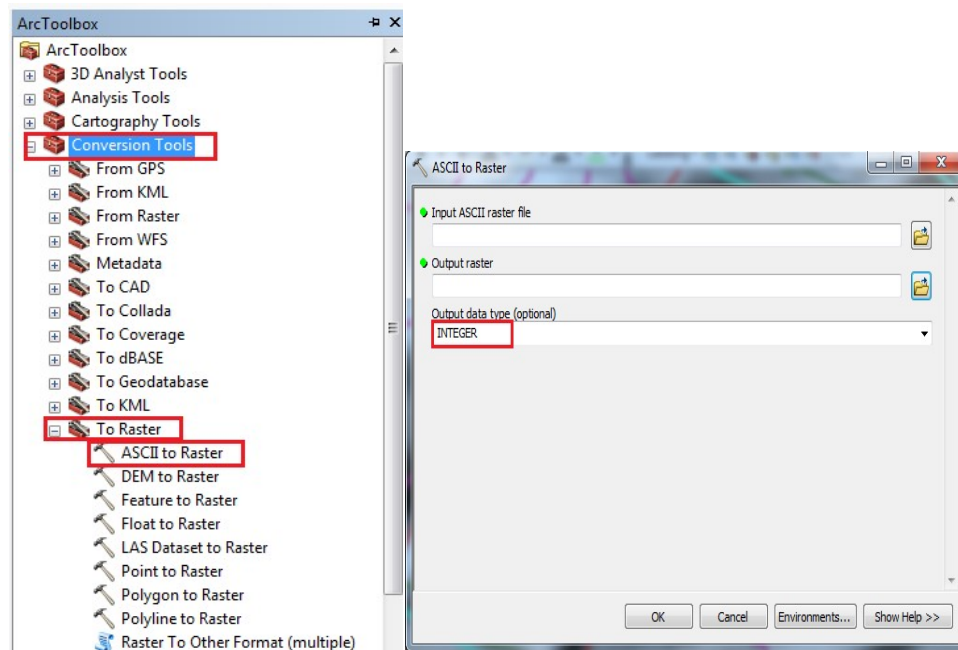 ArcToolbox
ArcToolbox
3D Analyst Tools
Analysis Tools
Cartography Tools
Conversion Tools
From GPS
From KML
From Raster
From WFS
Metadata
To CAD
To Collada
To Coverage
To dBASE
To Geodatabase
To KML
To Raster
ASCII to Raster
DEM to Raster
Feature to Raster
Float to Raster
LAS Dataset to Raster
Point to Raster
Polygon to Raster
Polyline to Raster
Raster To Other Format (multiple)
ASCII to Raster
Input ASCII raster file
Output raster
Output data type (optional)
INTEGER
OK Cancel Environments... Show Help >>